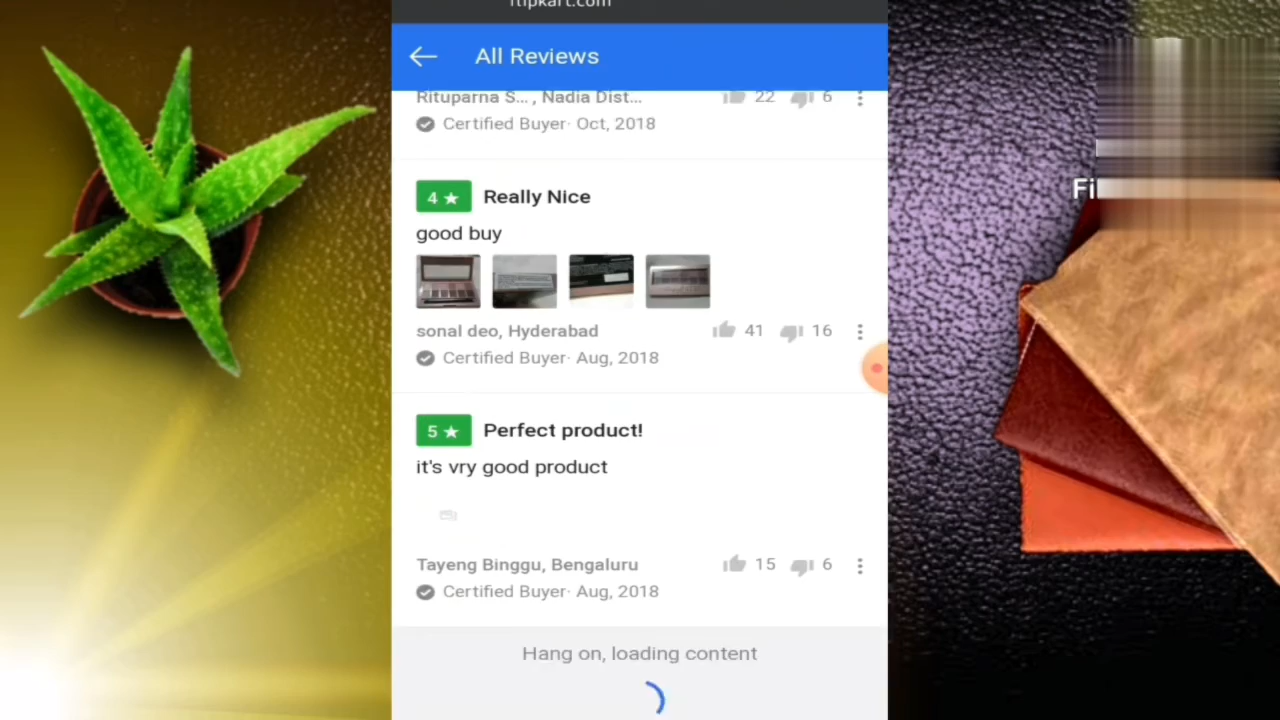 flipkart.com
All Reviews
Rituparna S... , Nadia Dist...
22
6
Certified Buyer· Oct, 2018
4 ★
Really Nice
good buy
sonal deo, Hyderabad
41
16
Certified Buyer· Aug, 2018
5 ★
Perfect product!
it's vry good product
Tayeng Binggu, Bengaluru
15
6
Certified Buyer· Aug, 2018
Hang on, loading content
Fi